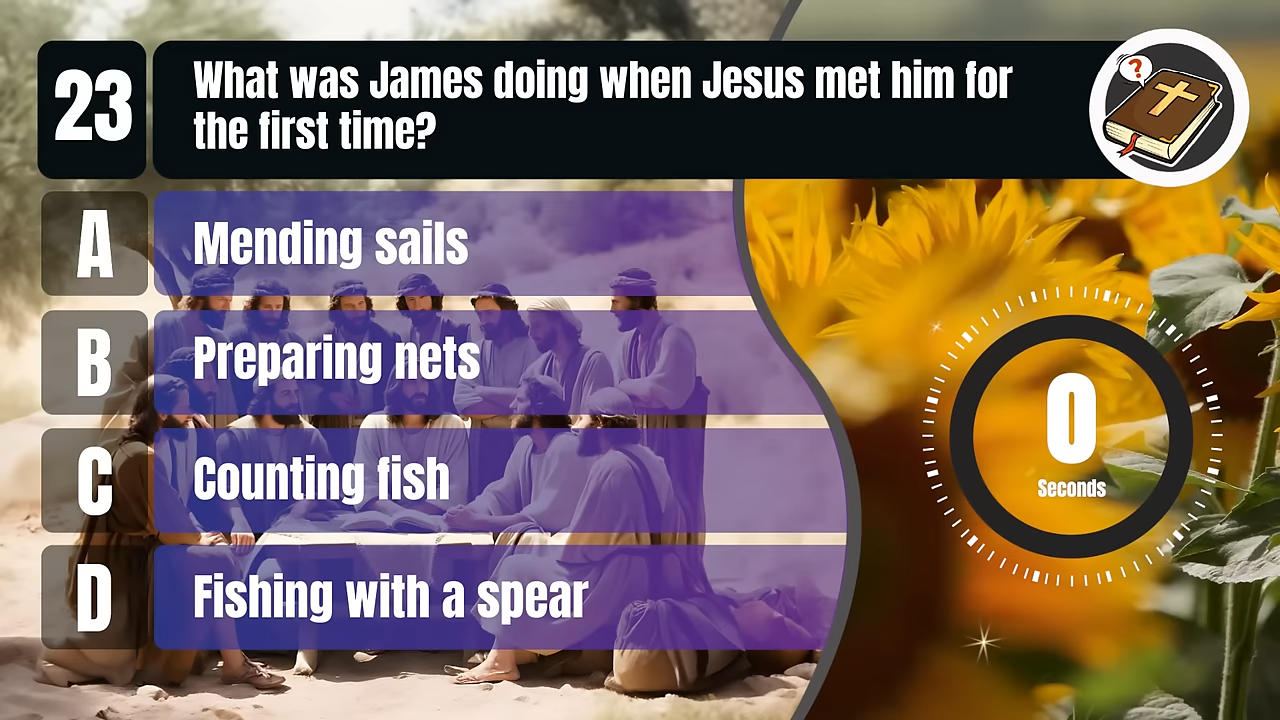 23
What was James doing when Jesus met him for
the first time?
?
A
Mending sails
B
Preparing nets
C
Counting fish
D
Fishing with a spear
0
Seconds